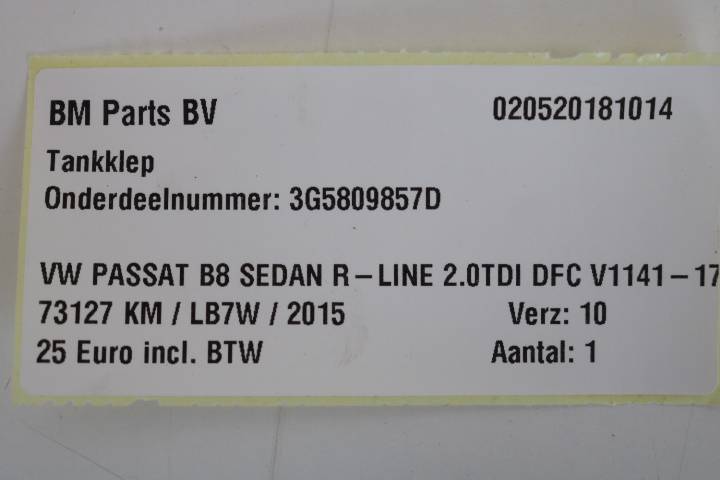 BM Parts BV 020520181014
Tankklep
Onderdeelnummer: 3G5809857D
VW PASSAT B8 SEDAN R-LINE 2.0TDI DFC V1141-17
73127 KM / LB7W / 2015 Verz: 10
25 Euro incl. BTW Aantal: 1